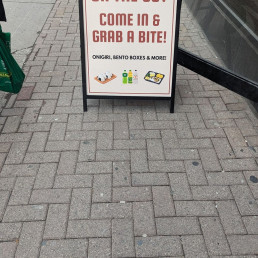 COME IN &
GRAB A BITE!
ONIGIRI, BENTO BOXES & MORE!